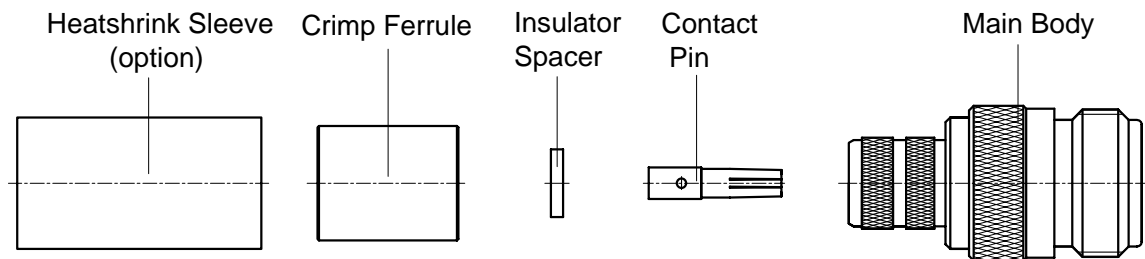 Heatshrink Sleeve
(option)
Crimp Ferrule
Insulator
Spacer
Contact
Pin
Main Body